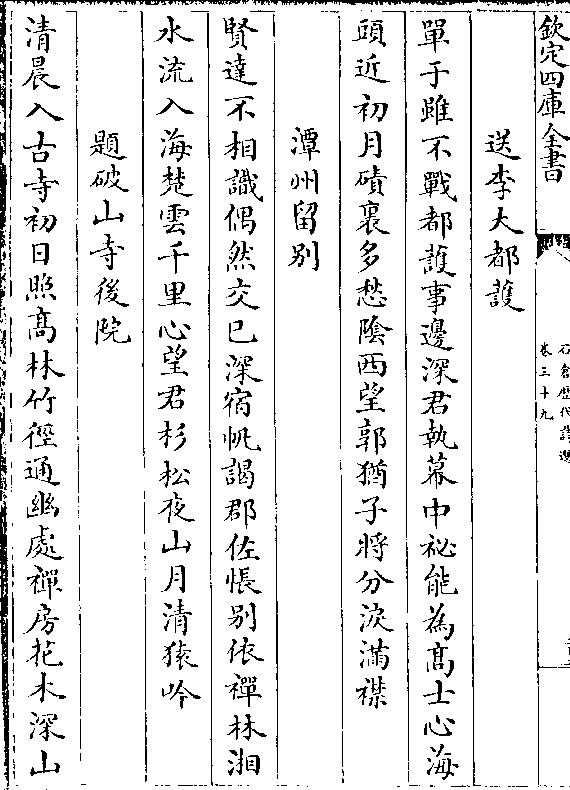 欽定四庫全書
石倉歷代詩選
卷三十九
送李大都護
單于雖不戰都護事邊深君執幕中祕能為髙士心海
頭近初月磧裏多愁陰西望郭猶子將分淚滿襟
潭州留别
賢達不相識偶然交已深宿帆謁郡佐悵别依禪林湘
水流入海楚雲千里心望君杉松夜山月清猿吟
題破山寺後院
清晨入古寺初日照髙林竹徑通幽處禪房花木深山